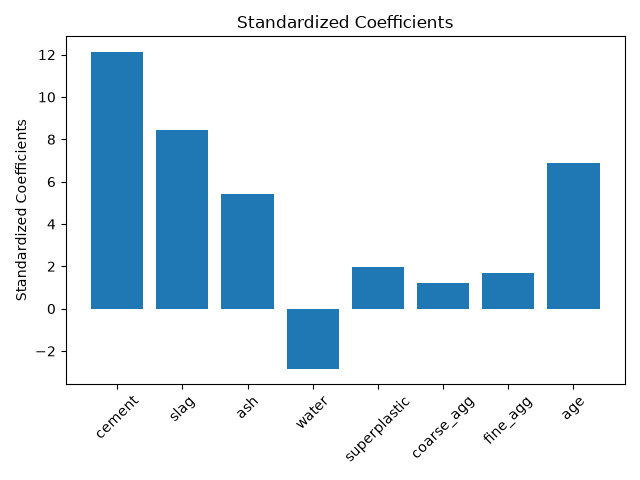 Standardized Coefficients
Standardized Coefficients
12
10
8
6
4
2
0
−2
cement
slag
ash
water
superplastic
coarse_agg
fine_agg
age